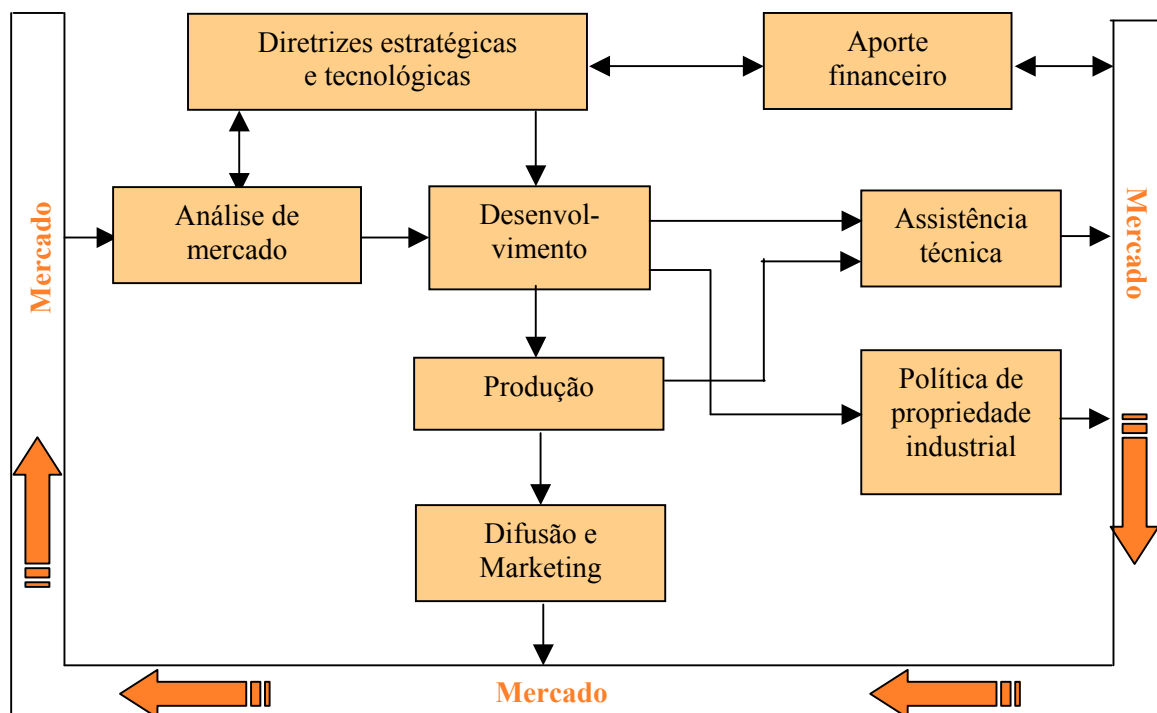 Diretrizes estratégicas
e tecnológicas
Aporte
financeiro
Mercado
Análise de
mercado
Desenvol-
vimento
Assistência
técnica
Mercado
Produção
Política de
propriedade
industrial
Difusão e
Marketing
Mercado